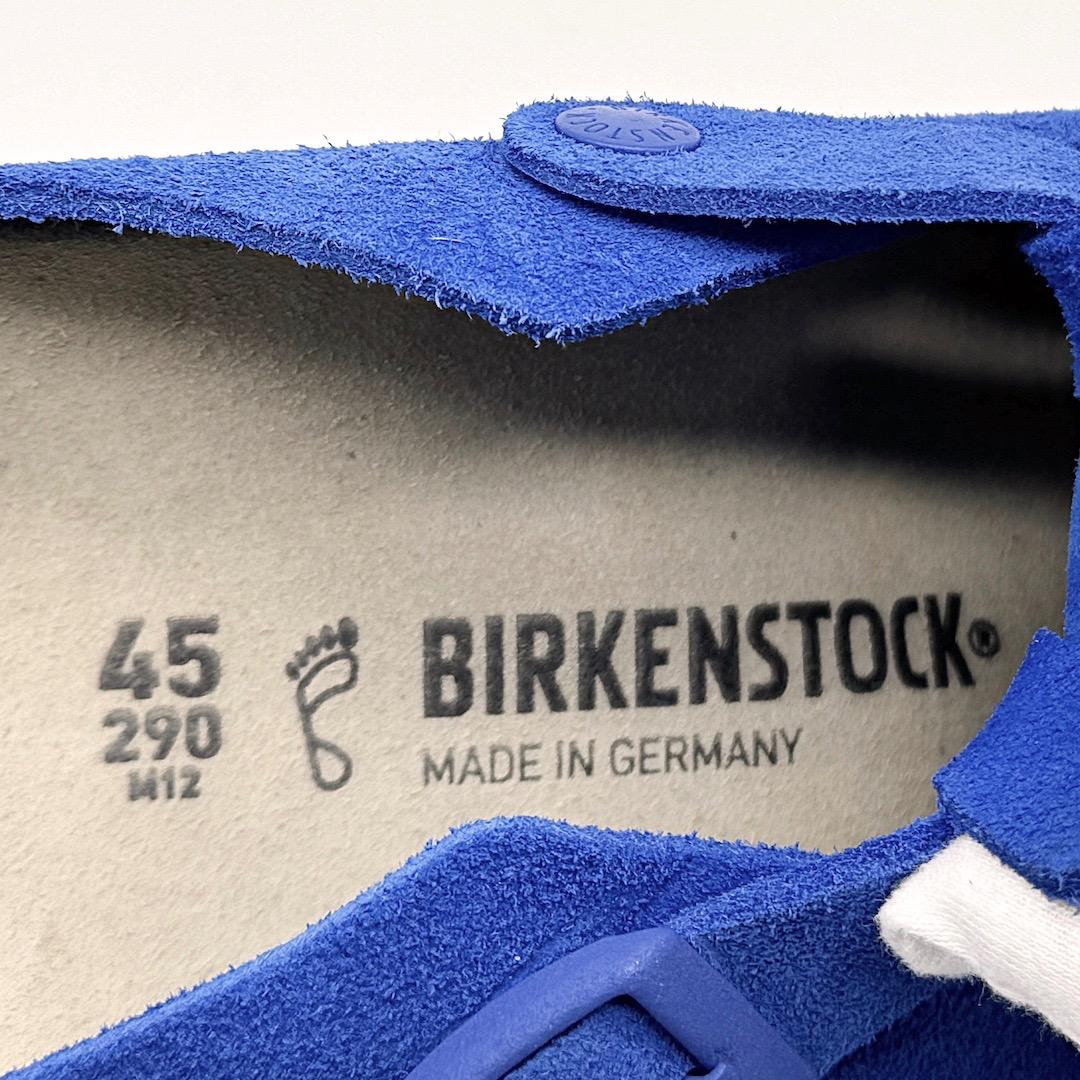 45
290
M12
BIRKENSTOCK®
MADE IN GERMANY